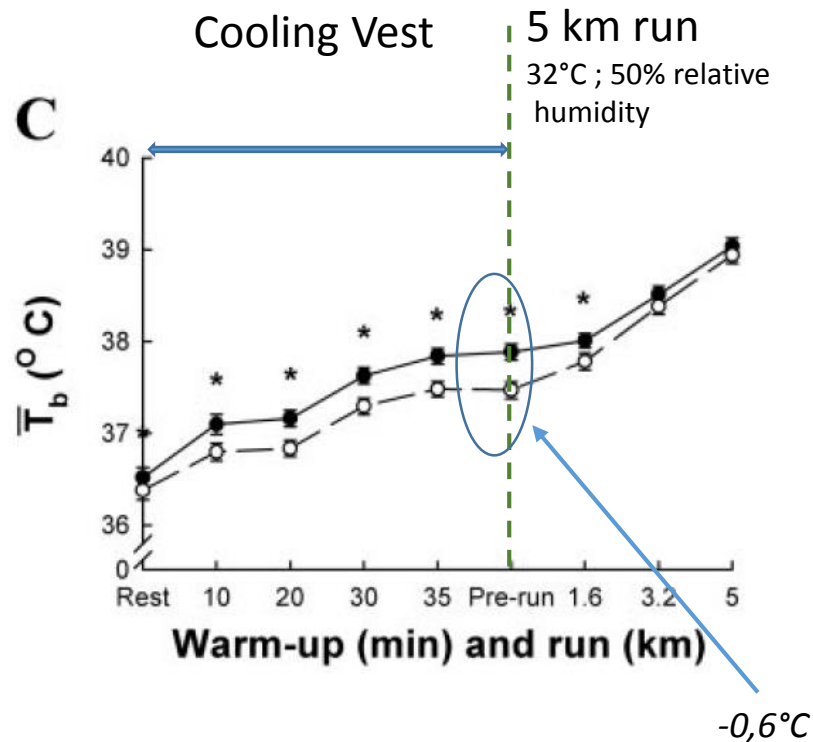 Cooling Vest
5 km run
32°C ; 50% relative
humidity
C
40
39
38
37
36
0
T̅b (° C)
* * * * * * *
Rest 10 20 30 35 Pre-run 1.6 3.2 5
Warm-up (min) and run (km)
-0,6°C